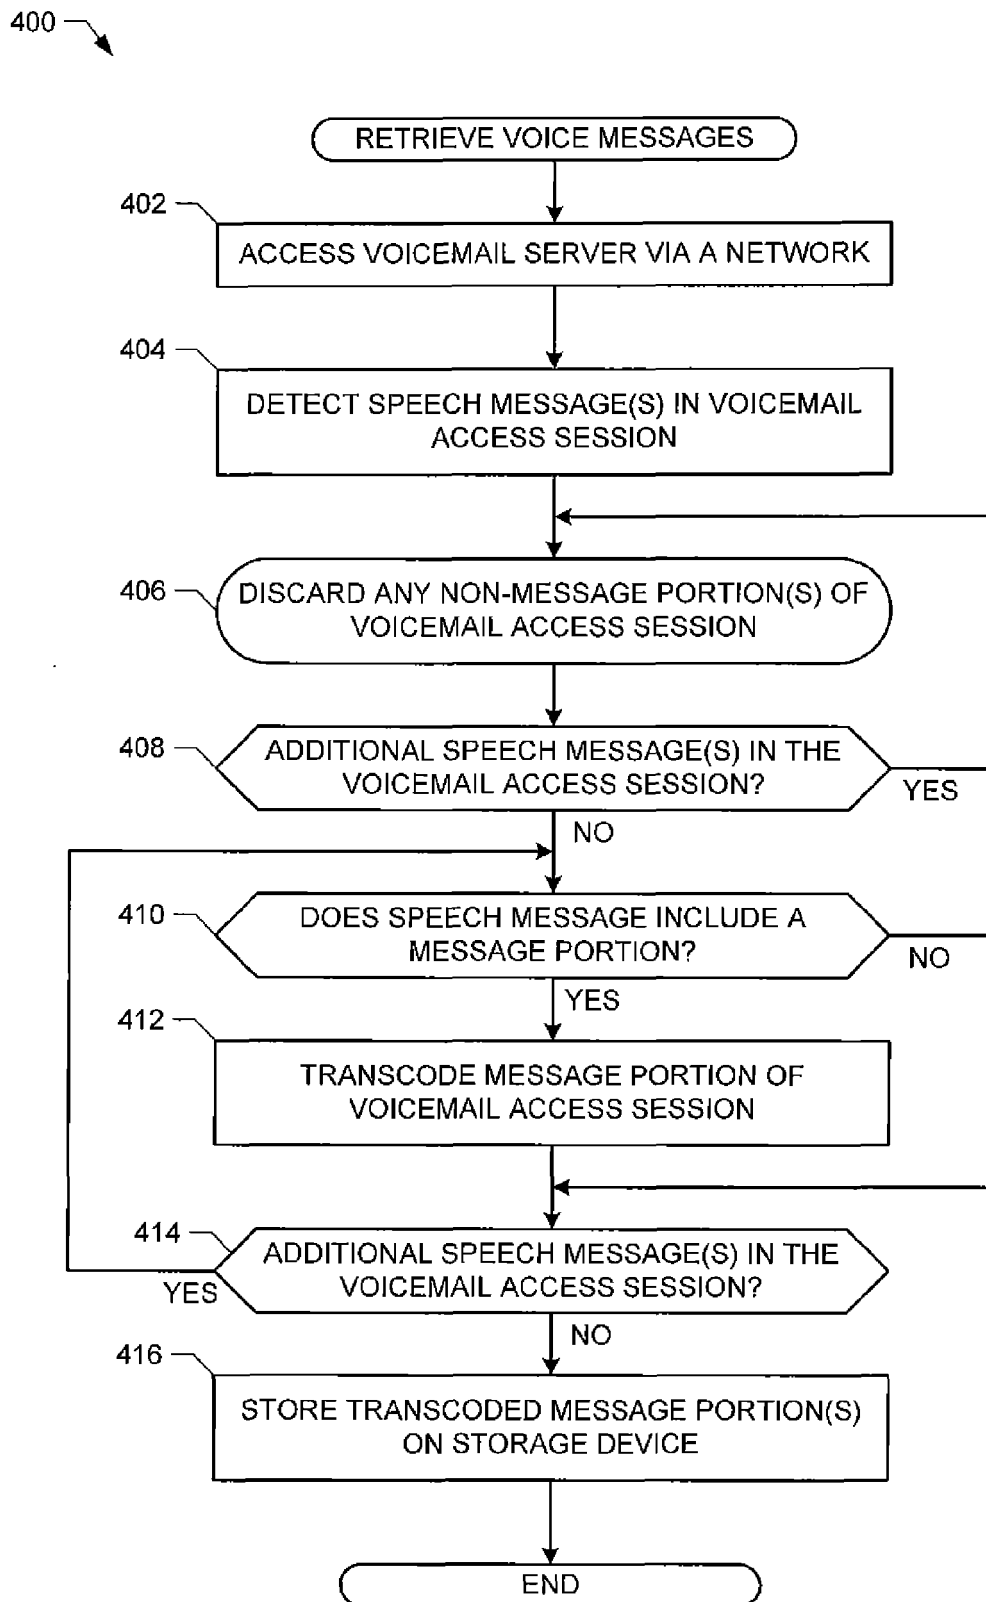 400
RETRIEVE VOICE MESSAGES
402
ACCESS VOICEMAIL SERVER VIA A NETWORK
404
DETECT SPEECH MESSAGE(S) IN VOICEMAIL
ACCESS SESSION
406
DISCARD ANY NON-MESSAGE PORTION(S) OF
VOICEMAIL ACCESS SESSION
408
ADDITIONAL SPEECH MESSAGE(S) IN THE
VOICEMAIL ACCESS SESSION?
YES
NO
410
DOES SPEECH MESSAGE INCLUDE A
MESSAGE PORTION?
NO
YES
412
TRANSCODE MESSAGE PORTION OF
VOICEMAIL ACCESS SESSION
414
ADDITIONAL SPEECH MESSAGE(S) IN THE
VOICEMAIL ACCESS SESSION?
YES
NO
416
STORE TRANSCODED MESSAGE PORTION(S)
ON STORAGE DEVICE
END